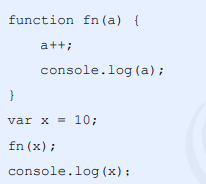 function fn(a) {
    a++;
    console.log(a);
}
var x = 10;
fn(x);
console.log(x);